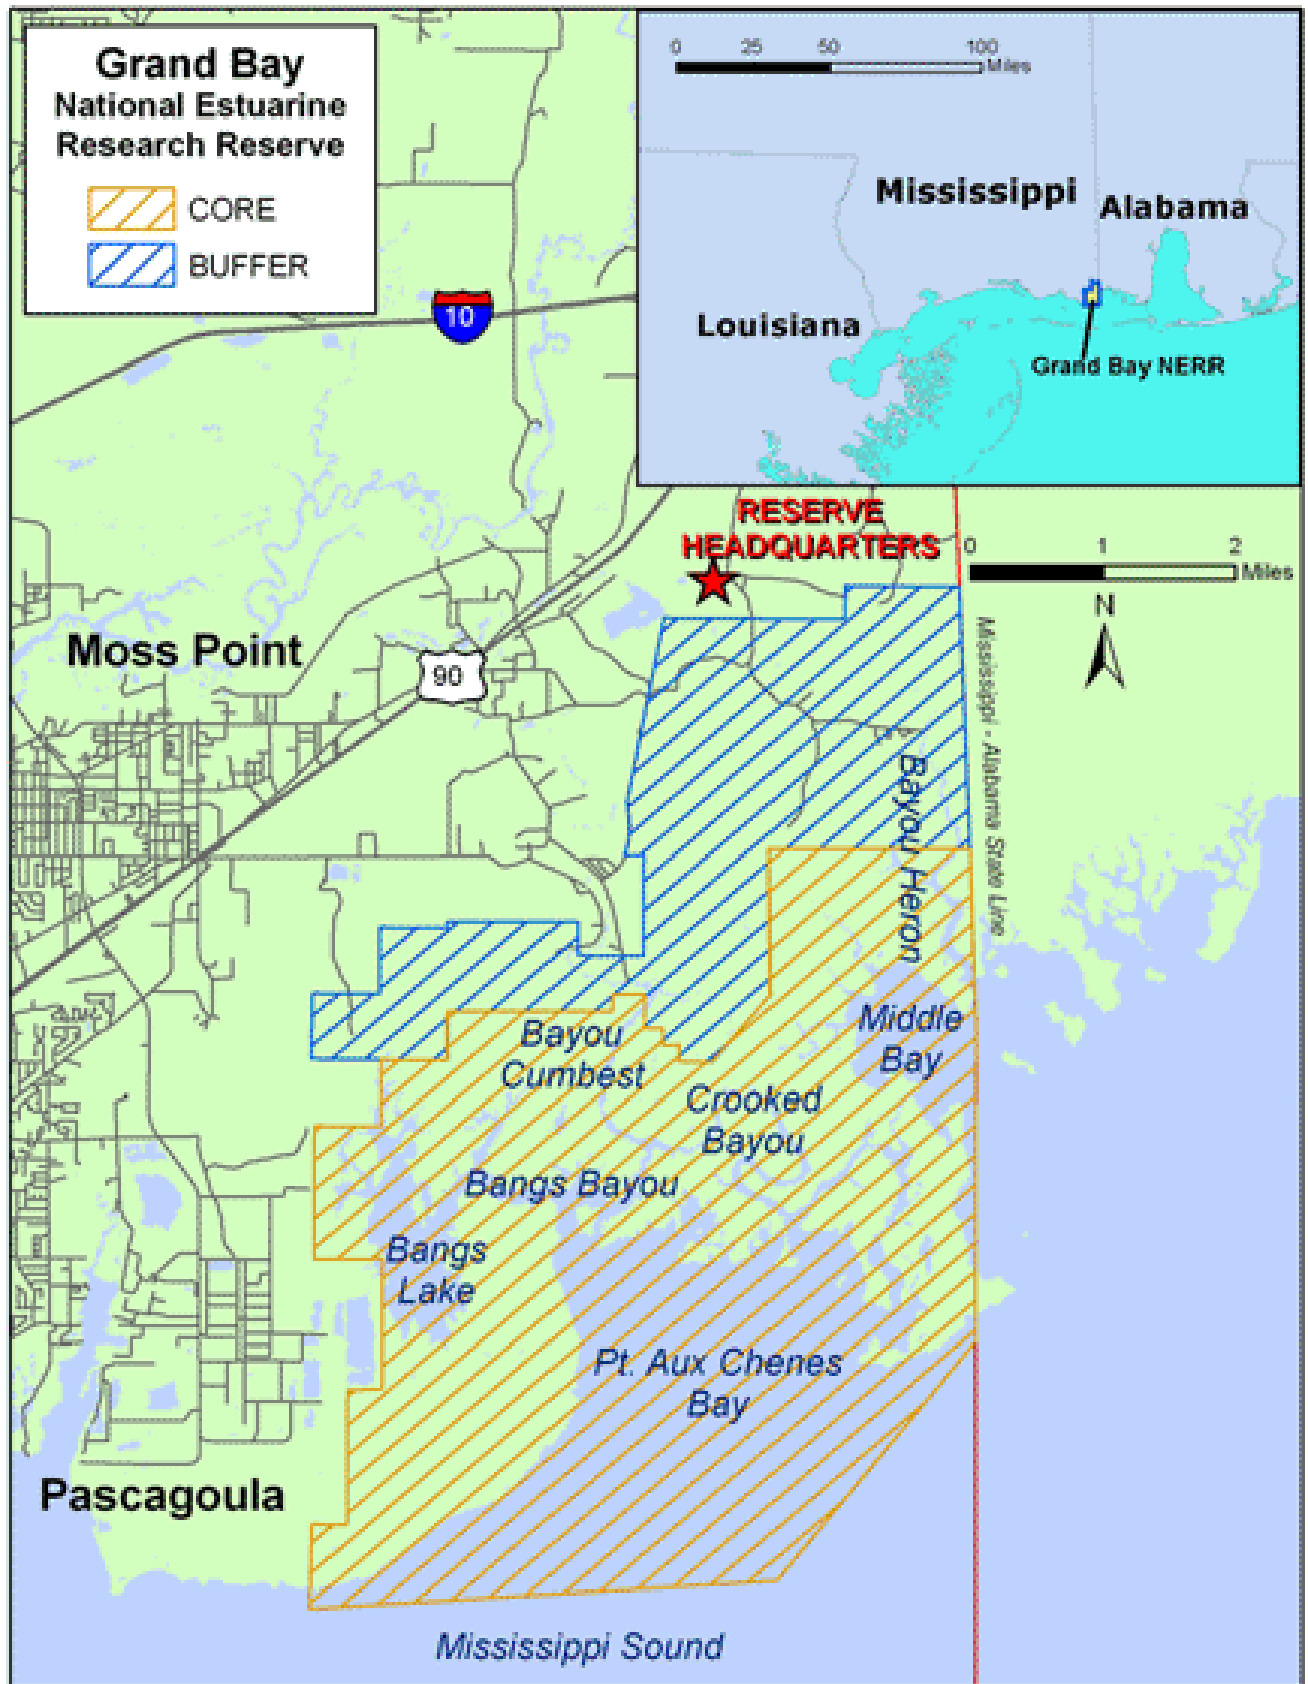 Grand Bay
National Estuarine
Research Reserve
CORE
BUFFER
0 25 50 100
Miles
Mississippi
Alabama
Louisiana
Grand Bay NERR
10
RESERVE
HEADQUARTERS
0 1 2
Miles
N
Moss Point
90
Mississippi - Alabama State Line
Bayou Heron
Middle
Bay
Bayou
Cumbest
Crooked
Bayou
Bangs Bayou
Bangs
Lake
Pt. Aux Chenes
Bay
Pascagoula
Mississippi Sound